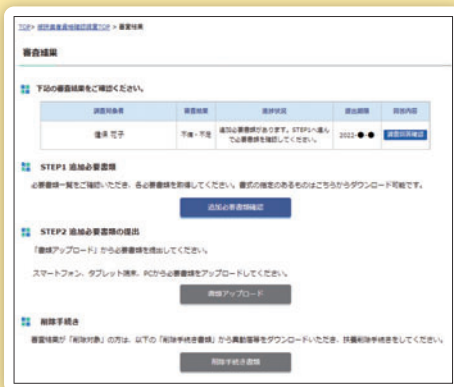 TOP> 被扶養者資格確認調査TOP > 審査結果
審査結果
下記の審査結果をご確認ください。
調査対象者 審査結果 進捗状況 提出期限 回答内容
健保 花子 不備・不足 追加必要書類があります。STEP1へ進んで必要書類を確認してください。 2022-●-● 調査回答確認
STEP1 追加必要書類
必要書類一覧をご確認いただき、各必要書類を取得してください。書式の指定のあるものはこちらからダウンロード可能です。
追加必要書類確認
STEP2 追加必要書類の提出
「書類アップロード」から必要書類を提出してください。
スマートフォン、タブレット端末、PCから必要書類をアップロードしてください。
書類アップロード
削除手続き
審査結果が「削除対象」の方は、以下の「削除手続き書類」から異動届等をダウンロードいただき、扶養削除手続きをしてください。
削除手続き書類